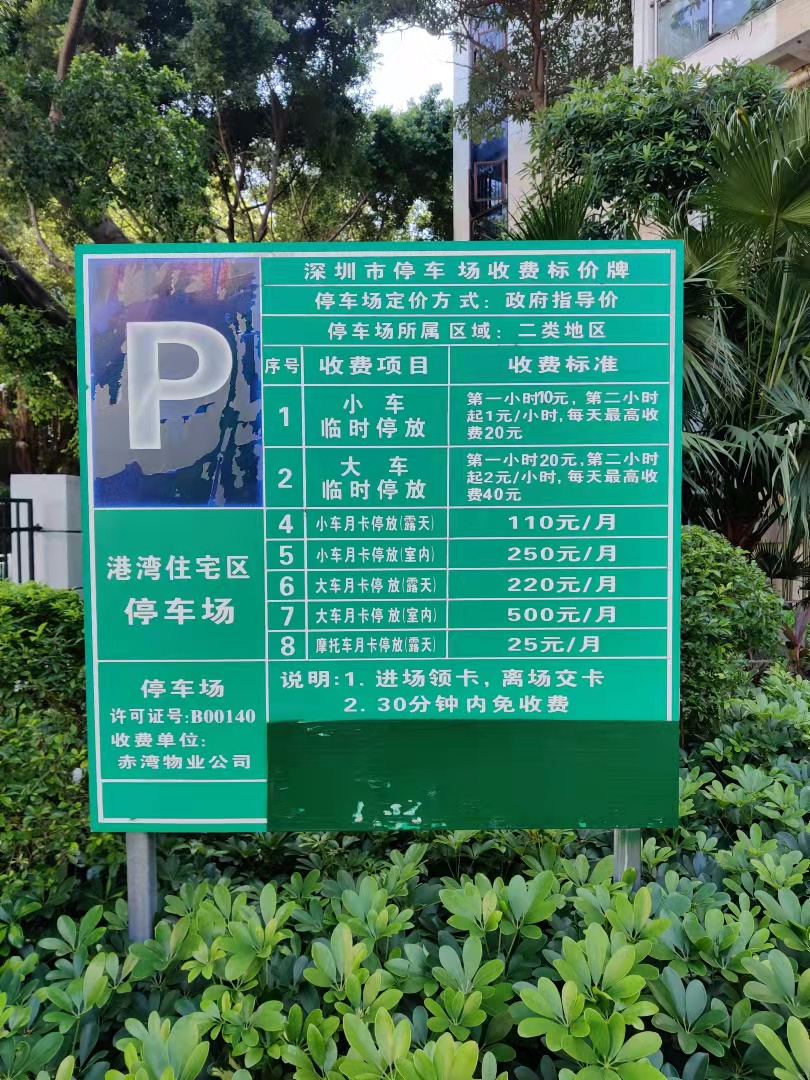 P
港湾住宅区
停车场
停车场
许可证号:B00140
收费单位:
赤湾物业公司
深圳市停车场收费标价牌
停车场定价方式：政府指导价
停车场所属区域：二类地区
序号 收费项目 收费标准
1 小车
临时停放
第一小时10元，第二小时
起1元/小时,每天最高收
费20元
2 大车
临时停放
第一小时20元,第二小时
起2元/小时,每天最高收
费40元
4 小车月卡停放(露天) 110元/月
5 小车月卡停放(室内) 250元/月
6 大车月卡停放(露天) 220元/月
7 大车月卡停放(室内) 500元/月
8 摩托车月卡停放(露天) 25元/月
说明:1. 进场领卡，离场交卡
2. 30分钟内免收费